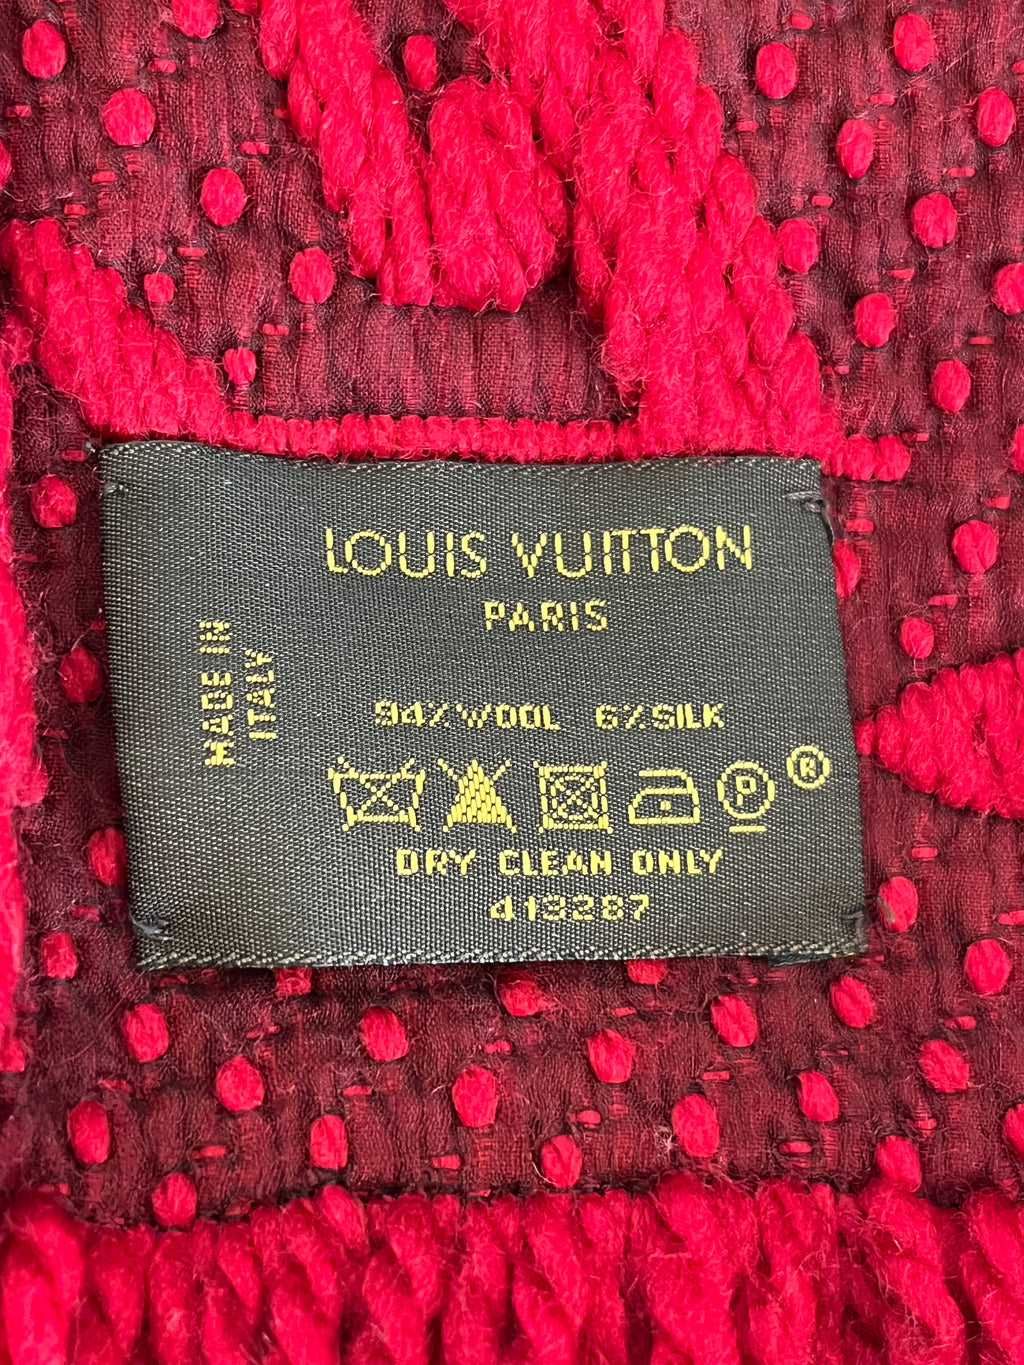 LOUIS VUITTON
PARIS
MADE IN
ITALY
94% WOOL 6% SILK
P ®
DRY CLEAN ONLY
413287